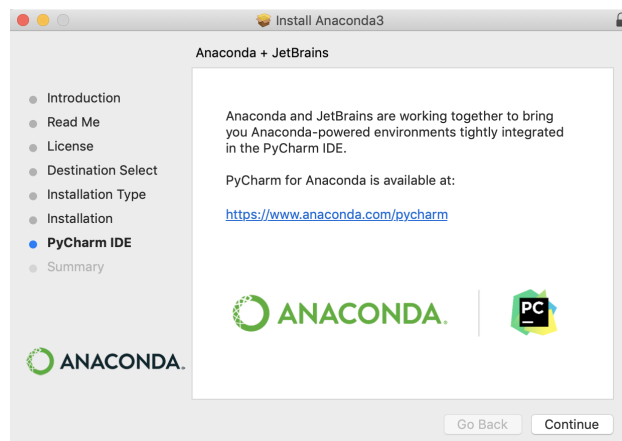 Install Anaconda3
Anaconda + JetBrains
Introduction
Read Me
License
Destination Select
Installation Type
Installation
PyCharm IDE
Summary
Anaconda and JetBrains are working together to bring
you Anaconda-powered environments tightly integrated
in the PyCharm IDE.
PyCharm for Anaconda is available at:
https://www.anaconda.com/pycharm
ANACONDA.
PC
ANACONDA.
Go Back
Continue